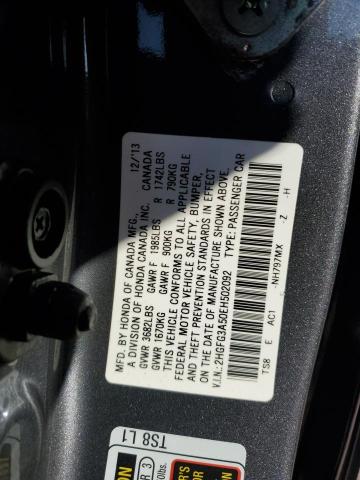 MFD. BY HONDA OF CANADA MFG., 12/'13
A DIVISION OF HONDA CANADA INC. CANADA
GVWR 3682LBS GAWR F 1985LBS R 1742LBS
GVWR 1670KG GAWR F 900KG R 790KG
THIS VEHICLE CONFORMS TO ALL APPLICABLE
FEDERAL MOTOR VEHICLE SAFETY, BUMPER,
AND THEFT PREVENTION STANDARDS IN EFFECT
ON THE DATE OF MANUFACTURE SHOWN ABOVE.
V.I.N.: 2HGFG3A50EH502092 TYPE: PASSENGER CAR
TS8 E AC1 -NH797MX -Z -H
TS8 L1